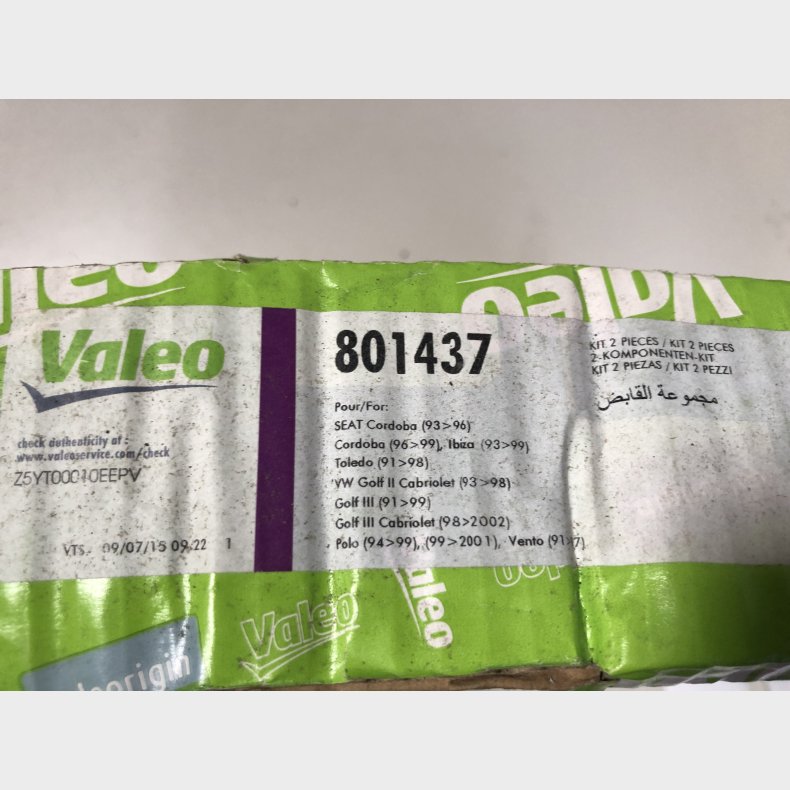 Valeo
Valeo
801437
KIT 2 PIECES / KIT 2 PIECES
2-KOMPONENTEN-KIT
KIT 2 PIEZAS / KIT 2 PEZZI
مجموعة القابض
Pour/For:
SEAT Cordoba (93>96)
Cordoba (96>99), Ibiza (93>99)
Toledo (91>98)
VW Golf II Cabriolet (93>98)
Golf III (91>99)
Golf III Cabriolet (98>2002)
Polo (94>99), (99>2001), Vento (91>
check authenticity at :
www.valeoservice.com/check
Z5YT00010EEPV
VTS- 09/07/15 09:22 1
Valeo